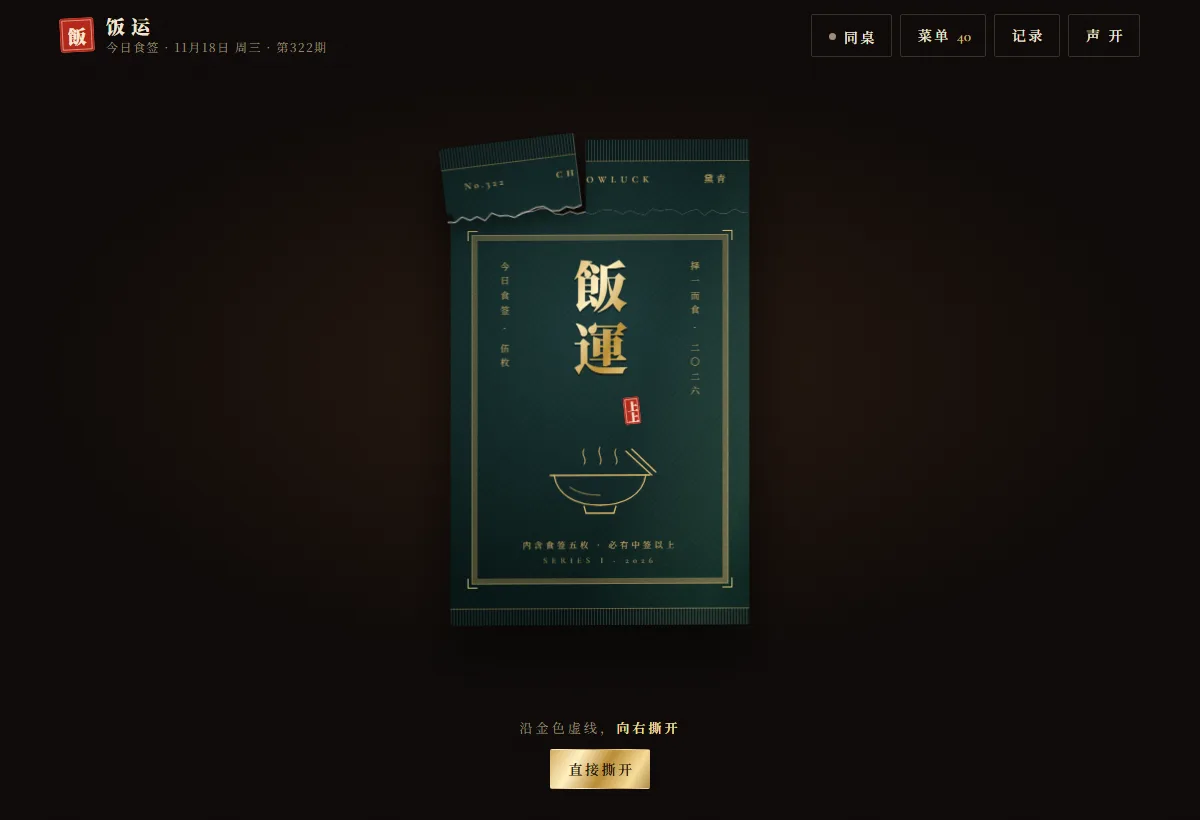 飯
饭运
今日食签 · 11月18日 周三 · 第322期
同桌
菜单 40
记录
声 开
No.322
CH
OWLUCK
黛青
今日食签 · 伍枚
飯運
择一而食 · 二〇二六
上上
内含食签五枚 · 必有中签以上
SERIES I · 2026
沿金色虚线，向右撕开
直接撕开